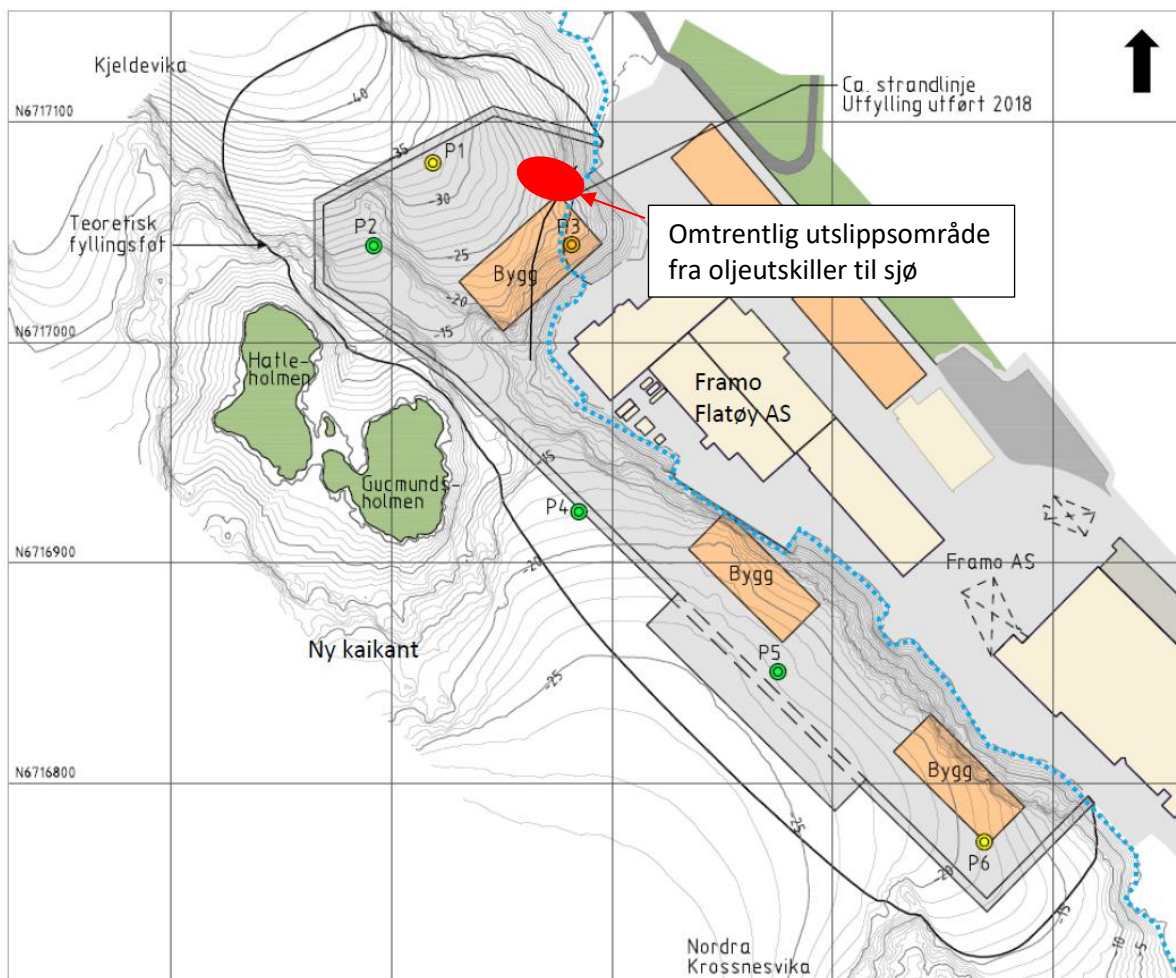 Kjeldevika
-40
Ca. strandlinje
Utfylling utført 2018
N6717100
-35
P1
-30
Teoretisk
fyllingsfot
P2
P3
Omtrentlig utslippsområde
fra oljeutskiller til sjø
-25
Bygg
-20
-15
N6717000
Hatle-
holmen
Framo
Flatøy AS
-15
Gudmunds-
holmen
P4
N6716900
-20
Bygg
Framo AS
Ny kaikant
P5
-25
N6716800
Bygg
-25
P6
-20
-15
Nordra
Krossnesvika
10
5